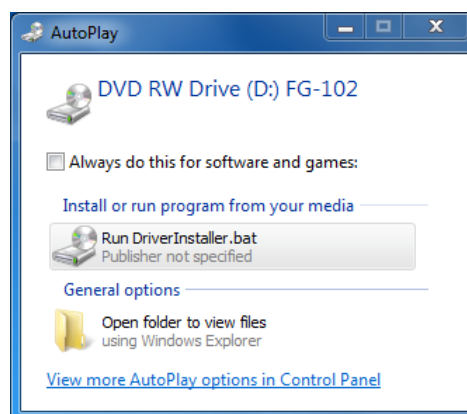 AutoPlay
DVD RW Drive (D:) FG-102
Always do this for software and games:
Install or run program from your media
Run DriverInstaller.bat
Publisher not specified
General options
Open folder to view files
using Windows Explorer
View more AutoPlay options in Control Panel